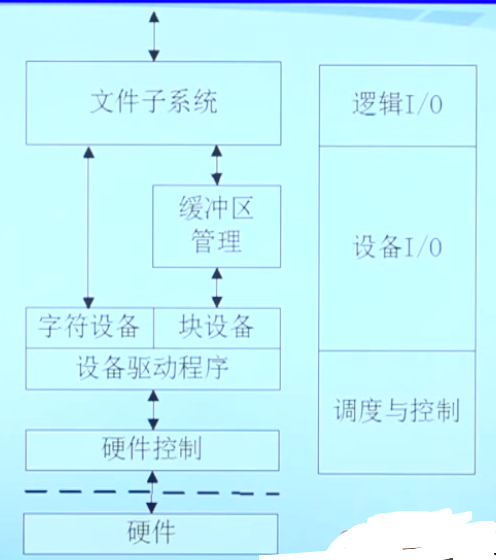 文件子系统
缓冲区
管理
字符设备
块设备
设备驱动程序
硬件控制
硬件
逻辑I/O
设备I/O
调度与控制